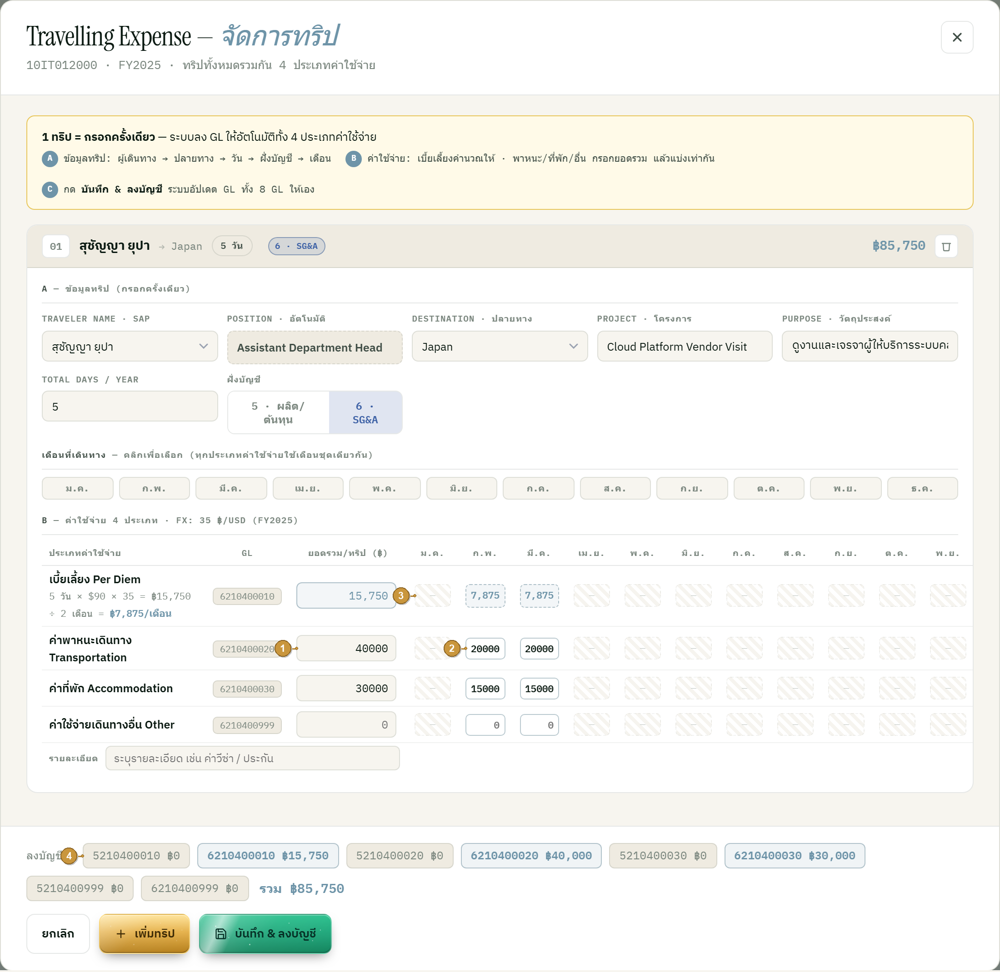 Travelling Expense — จัดการทริป
10IT012000 · FY2025 · ทริปทั้งหมดรวมกัน 4 ประเภทค่าใช้จ่าย
1 ทริป = กรอกครั้งเดียว — ระบบลง GL ให้อัตโนมัติทั้ง 4 ประเภทค่าใช้จ่าย
A ข้อมูลทริป: ผู้เดินทาง → ปลายทาง → วัน → ฝั่งบัญชี → เดือน B ค่าใช้จ่าย: เบี้ยเลี้ยงคำนวณให้ · พาหนะ/ที่พัก/อื่น กรอกยอดรวม แล้วแบ่งเท่ากัน
C กด บันทึก & ลงบัญชี ระบบอัปเดต GL ทั้ง 8 GL ให้เอง
01 สุชัญญา ยุปา → Japan 5 วัน 6 · SG&A ฿85,750
A — ข้อมูลทริป (กรอกครั้งเดียว)
TRAVELER NAME · SAP POSITION · อัตโนมัติ DESTINATION · ปลายทาง PROJECT · โครงการ PURPOSE · วัตถุประสงค์
สุชัญญา ยุปา Assistant Department Head Japan Cloud Platform Vendor Visit ดูงานและเจรจาผู้ให้บริการระบบค
TOTAL DAYS / YEAR ฝั่งบัญชี
5 5 · ผลิต/ 6 ·
ต้นทุน SG&A
เดือนที่เดินทาง — คลิกเพื่อเลือก (ทุกประเภทค่าใช้จ่ายใช้เดือนชุดเดียวกัน)
ม.ค. ก.พ. มี.ค. เม.ย. พ.ค. มิ.ย. ก.ค. ส.ค. ก.ย. ต.ค. พ.ย. ธ.ค.
B — ค่าใช้จ่าย 4 ประเภท · FX: 35 ฿/USD (FY2025)
ประเภทค่าใช้จ่าย GL ยอดรวม/ทริป (฿) ม.ค. ก.พ. มี.ค. เม.ย. พ.ค. มิ.ย. ก.ค. ส.ค. ก.ย. ต.ค. พ.ย.
เบี้ยเลี้ยง Per Diem
5 วัน × $90 × 35 = ฿15,750 6210400010 15,750 3 — 7,875 7,875 — — — — — — — —
÷ 2 เดือน = ฿7,875/เดือน
ค่าพาหนะเดินทาง
Transportation 6210400020 1 40000 — 2 20000 20000 — — — — — — — —
ค่าที่พัก Accommodation 6210400030 30000 — 15000 15000 — — — — — — — —
ค่าใช้จ่ายเดินทางอื่น Other 6210400999 0 — 0 0 — — — — — — — —
รายละเอียด ระบุรายละเอียด เช่น ค่าวีซ่า / ประกัน
ลงบัญชี 4 5210400010 ฿0 6210400010 ฿15,750 5210400020 ฿0 6210400020 ฿40,000 5210400030 ฿0 6210400030 ฿30,000
5210400999 ฿0 6210400999 ฿0 รวม ฿85,750
ยกเลิก + เพิ่มทริป บันทึก & ลงบัญชี